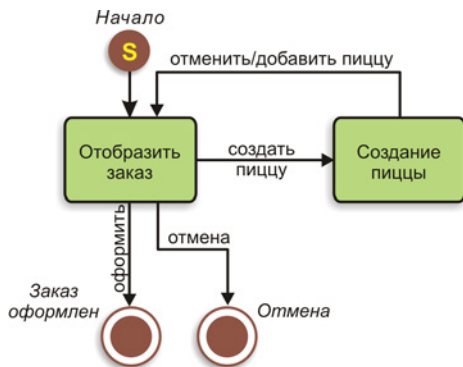 Начало
S
отменить/добавить пиццу
Отобразить
заказ
создать
пиццу
Создание
пиццы
оформить
отмена
Заказ
оформлен
Отмена